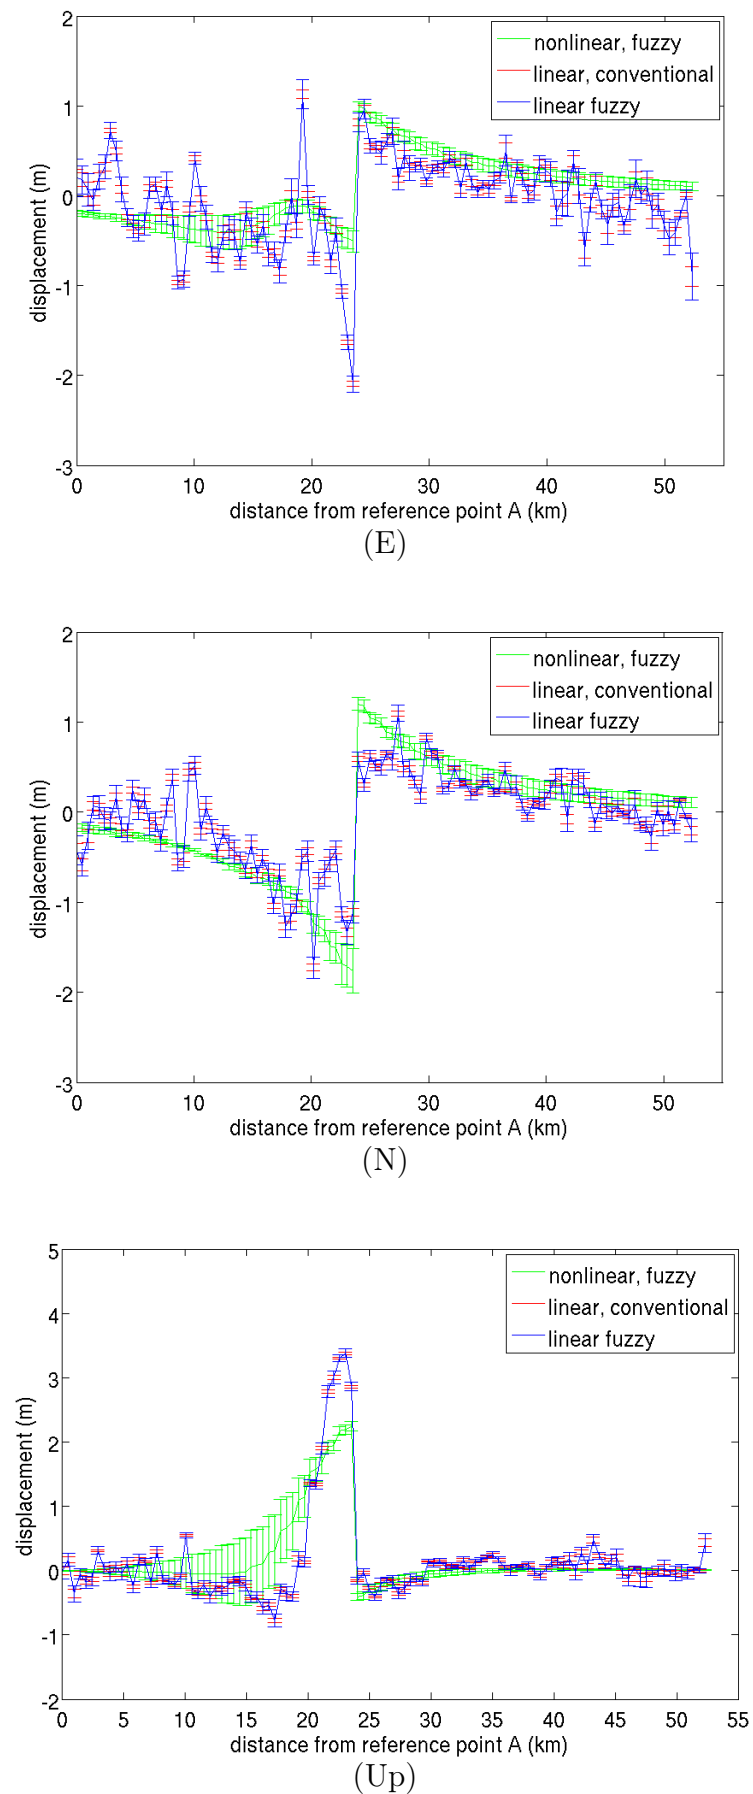 2
1
0
-1
-2
-3
displacement (m)
nonlinear, fuzzy
linear, conventional
linear fuzzy
0 10 20 30 40 50
distance from reference point A (km)
(E)
2
1
0
-1
-2
-3
displacement (m)
nonlinear, fuzzy
linear, conventional
linear fuzzy
0 10 20 30 40 50
distance from reference point A (km)
(N)
5
4
3
2
1
0
-1
-2
displacement (m)
nonlinear, fuzzy
linear, conventional
linear fuzzy
0 5 10 15 20 25 30 35 40 45 50 55
distance from reference point A (km)
(Up)